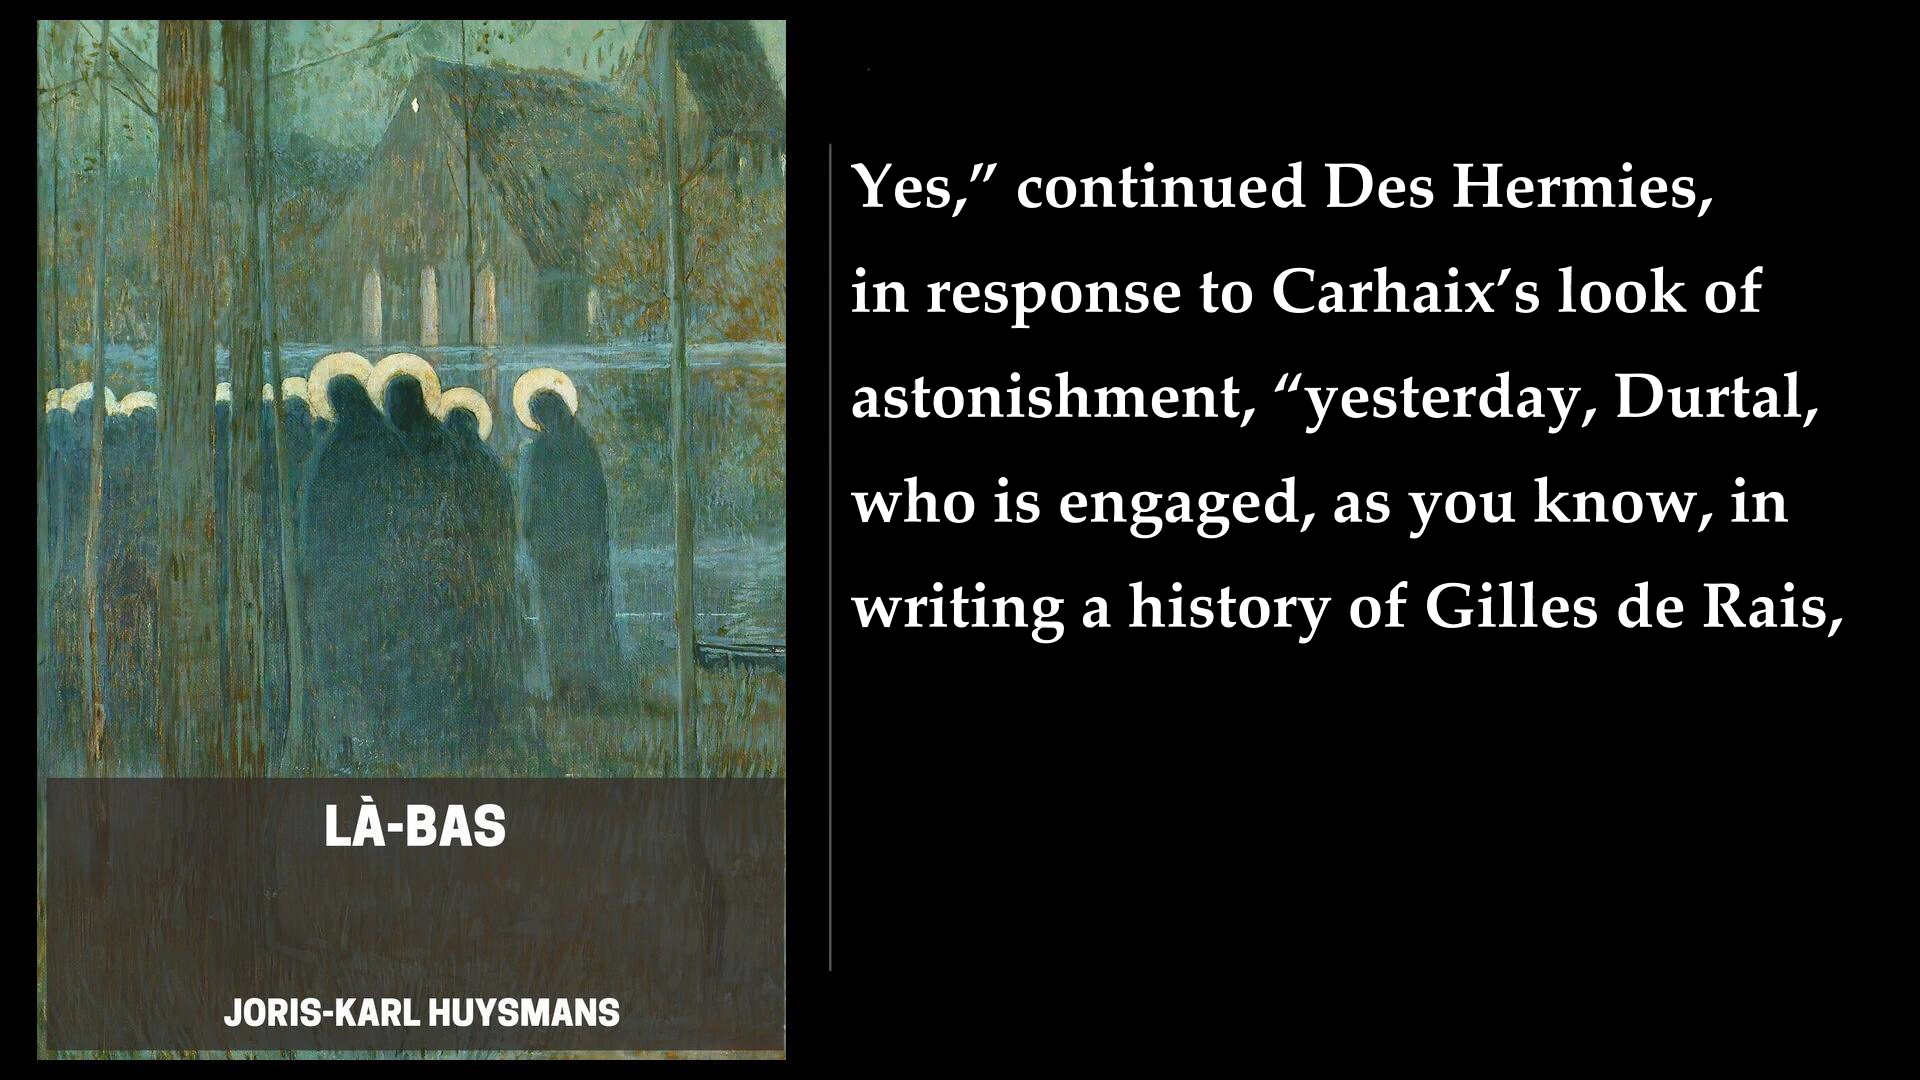 LÀ-BAS
JORIS-KARL HUYSMANS
Yes,” continued Des Hermies,
in response to Carhaix’s look of
astonishment, “yesterday, Durtal,
who is engaged, as you know, in
writing a history of Gilles de Rais,